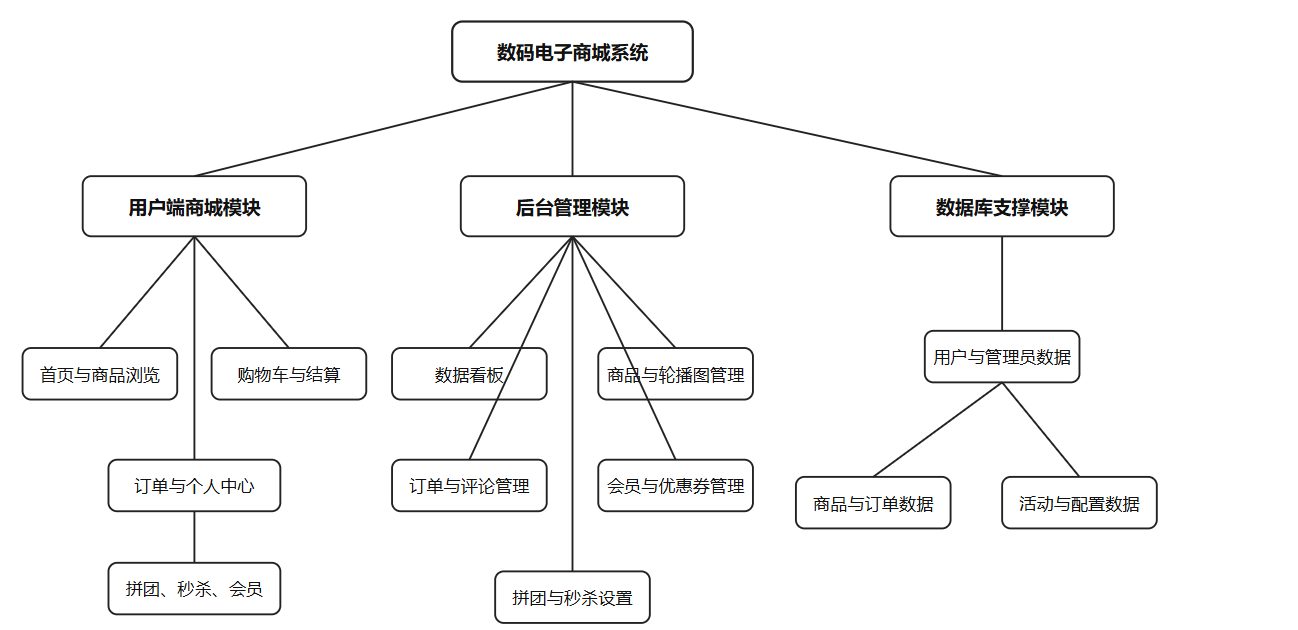 数码电子商城系统
用户端商城模块
后台管理模块
数据库支撑模块
首页与商品浏览
购物车与结算
数据看板
商品与轮播图管理
用户与管理员数据
订单与个人中心
订单与评论管理
会员与优惠券管理
商品与订单数据
活动与配置数据
拼团、秒杀、会员
拼团与秒杀设置